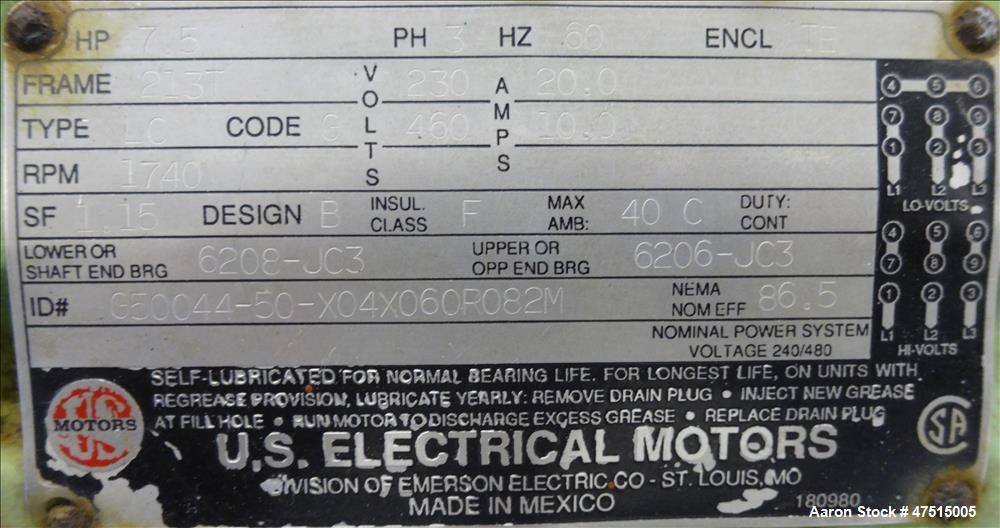 HP 7.5 PH 3 HZ 60 ENCL TE
FRAME 213T VOLTS 230 AMPS 20.0
TYPE LC CODE G 460 10.0
RPM 1740
SF 1.15 DESIGN B INSUL. CLASS F MAX AMB: 40 C DUTY: CONT
LOWER OR SHAFT END BRG 6208-JC3 UPPER OR OPP END BRG 6206-JC3
ID# G50044-50-X04X060R082M NEMA NOM EFF 86.5
NOMINAL POWER SYSTEM
VOLTAGE 240/480
4 5 6
7 8 9
1 2 3
L1 L2 L3
LO-VOLTS
4 5 6
7 8 9
1 2 3
L1 L2 L3
HI-VOLTS
SELF-LUBRICATED FOR NORMAL BEARING LIFE. FOR LONGEST LIFE, ON UNITS WITH
REGREASE PROVISION, LUBRICATE YEARLY: REMOVE DRAIN PLUG • INJECT NEW GREASE
AT FILL HOLE • RUN MOTOR TO DISCHARGE EXCESS GREASE • REPLACE DRAIN PLUG
US
MOTORS
SA
U.S. ELECTRICAL MOTORS
DIVISION OF EMERSON ELECTRIC CO - ST. LOUIS, MO
MADE IN MEXICO
180980
Aaron Stock # 47515005